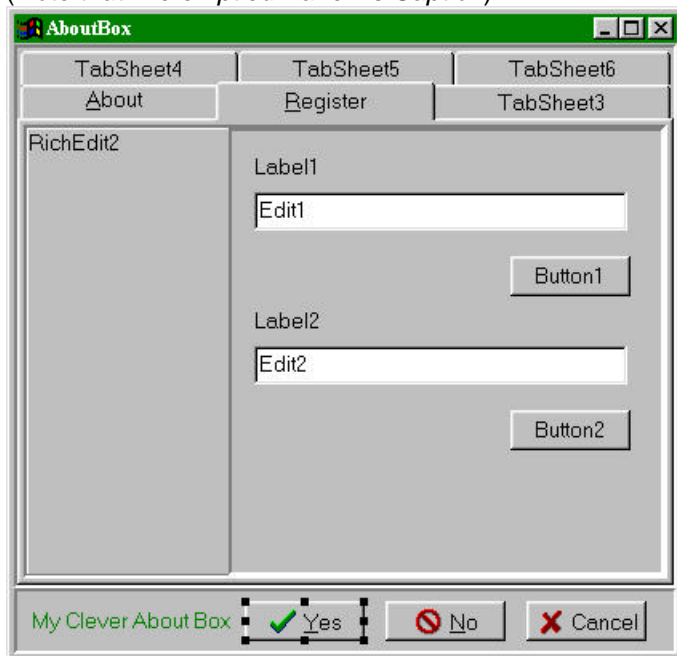 AboutBox
TabSheet4 TabSheet5 TabSheet6
About Register TabSheet3
RichEdit2
Label1
Edit1
Button1
Label2
Edit2
Button2
My Clever About Box Yes No Cancel